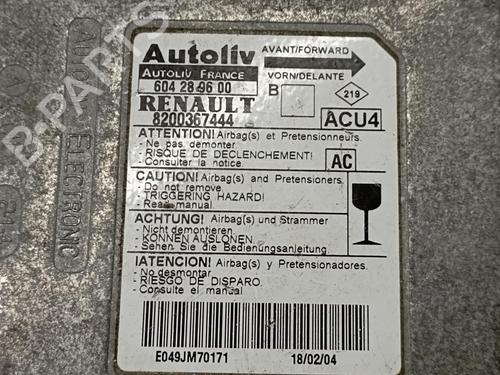 Autoliv
AUTOLIV FRANCE
604 28 96 00
RENAULT
8200367444
AVANT/FORWARD
VORN/DELANTE
B
219
ACU4
ATTENTION! Airbag(s) et Pretensionneurs.
- Ne pas demonter.
- RISQUE DE DECLENCHEMENT!
- Consulter la notice.
AC
CAUTION! Airbag(s) and Pretensioners.
- Do not remove.
- TRIGGERING HAZARD!
- Read manual.
ACHTUNG! Airbag(s) und Strammer
- Nicht demontieren.
- KONNEN AUSLONEN.
- Sehen Sie die Bedienungsanleitung
!ATENCION! Airbag(s) y Pretensionadores.
- No desmontar
- RIESGO DE DISPARO.
- Consulte el manual
E049JM70171
18/02/04
B-PARTS
ELECTRONIC